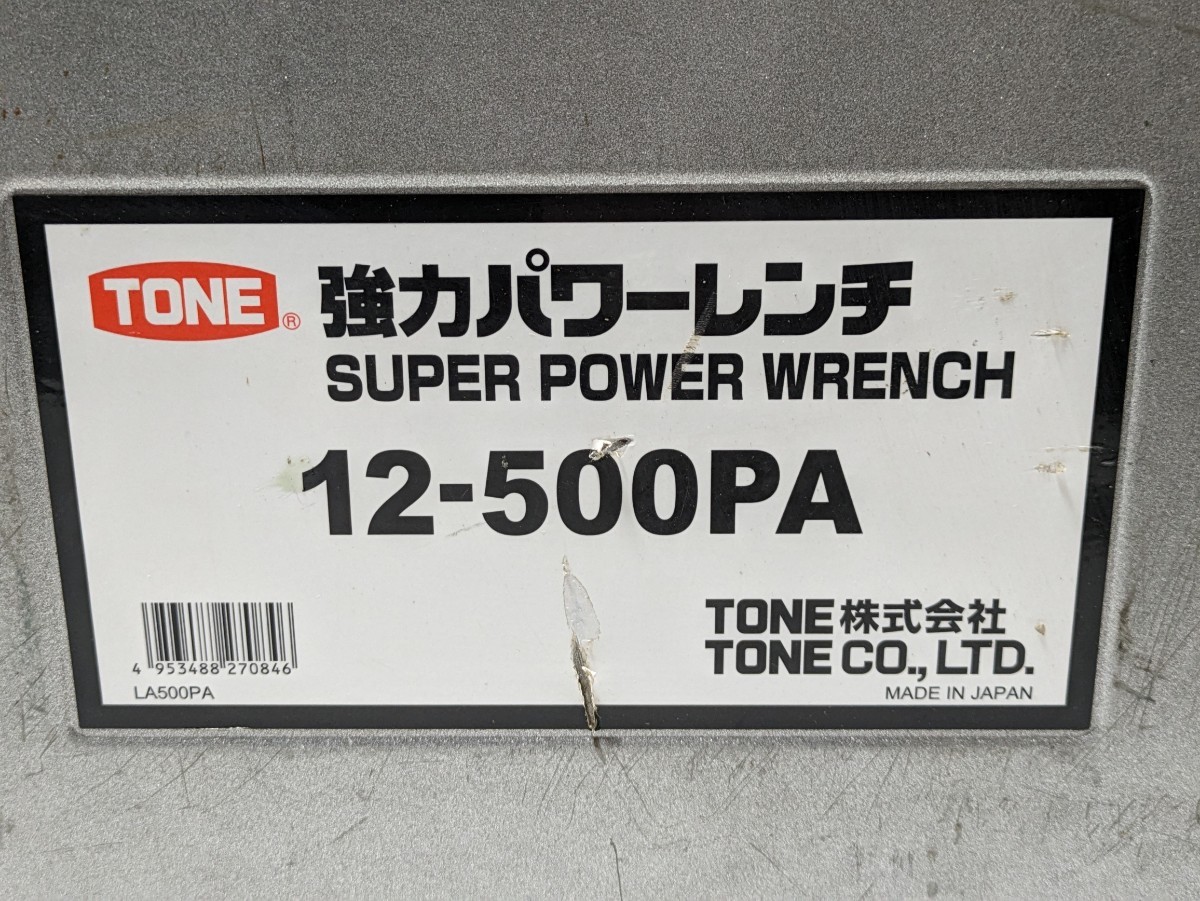 TONE® 強力パワーレンチ
SUPER POWER WRENCH
12-500PA
4 953488 270846
LA500PA
TONE株式会社
TONE CO., LTD.
MADE IN JAPAN